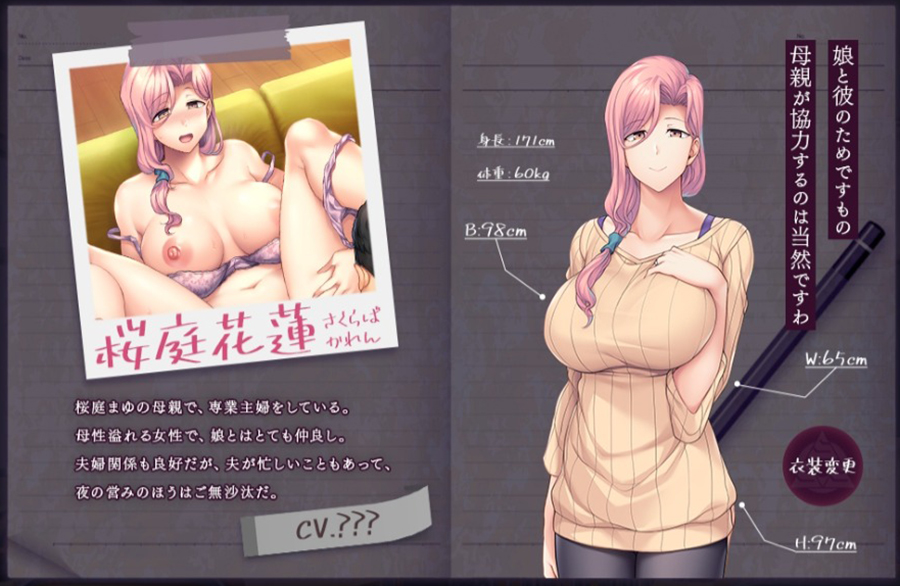 桜庭花蓮
さくらば
かれん
桜庭まゆの母親で、専業主婦をしている。
母性溢れる女性で、娘とはとても仲良し。
夫婦関係も良好だが、夫が忙しいこともあって、
夜の営みのほうはご無沙汰だ。
CV.???
娘と彼のためですもの
母親が協力するのは当然ですわ
身長:171cm
体重:60kg
B:98cm
W:65cm
衣装変更
H:97cm